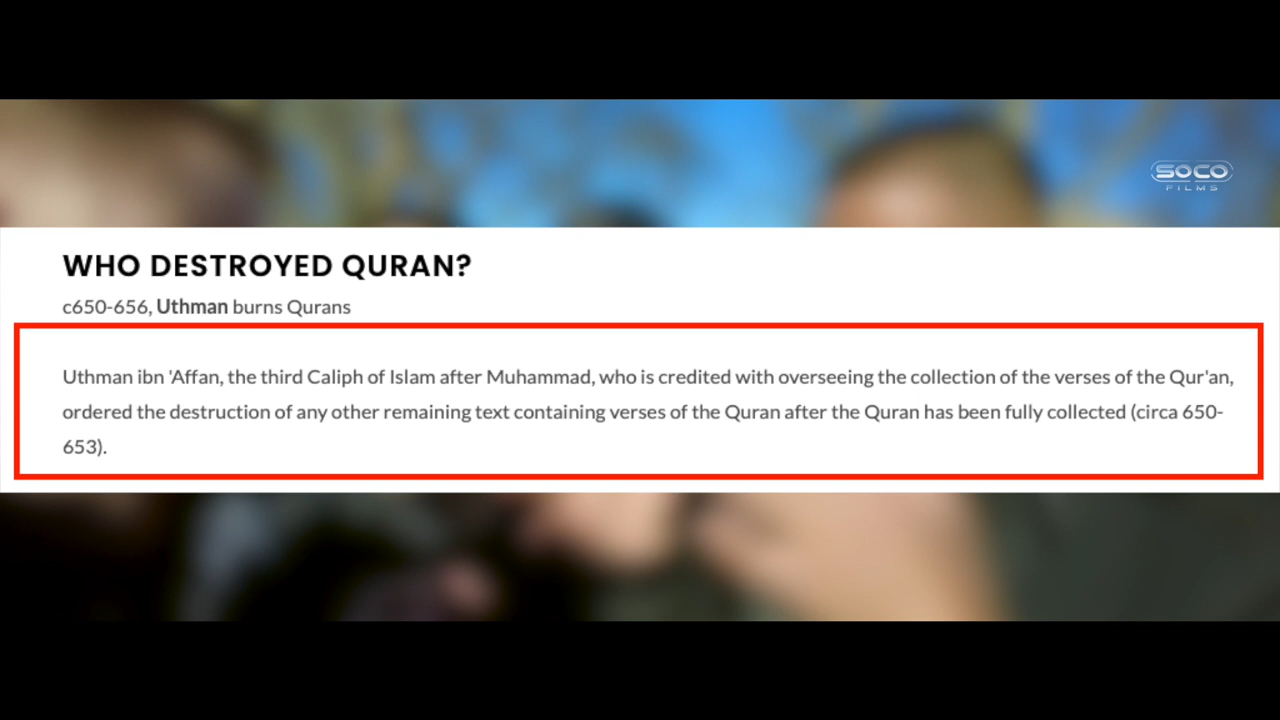 SOCO
FILMS
WHO DESTROYED QURAN?
c650-656, Uthman burns Qurans
Uthman ibn 'Affan, the third Caliph of Islam after Muhammad, who is credited with overseeing the collection of the verses of the Qur'an,
ordered the destruction of any other remaining text containing verses of the Quran after the Quran has been fully collected (circa 650-
653).